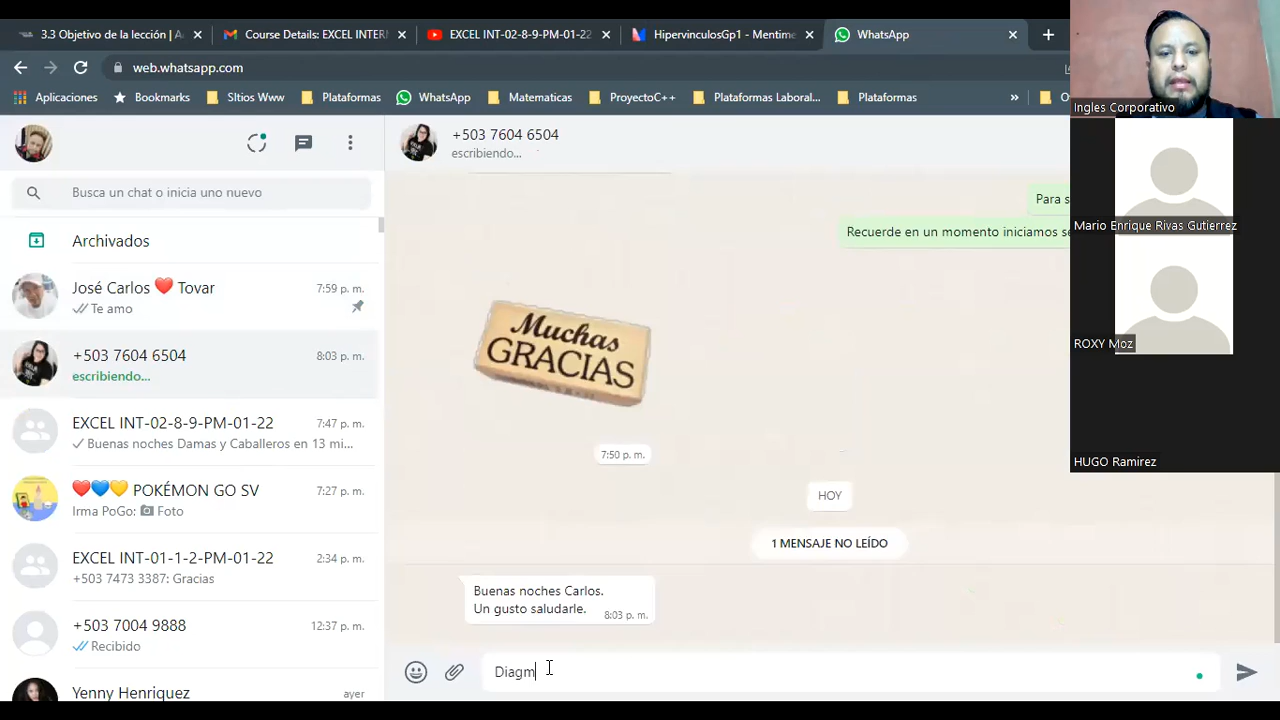 3.3 Objetivo de la lección | A
Course Details: EXCEL INTERN
EXCEL INT-02-8-9-PM-01-22
HipervinculosGp1 - Mentime
WhatsApp
web.whatsapp.com
Aplicaciones
Bookmarks
SItios Www
Plataformas
WhatsApp
Matematicas
ProyectoC++
Plataformas Laboral...
Plataformas
»
+503 7604 6504
escribiendo...
Busca un chat o inicia uno nuevo
Archivados
José Carlos ❤️ Tovar
7:59 p. m.
Te amo
+503 7604 6504
8:03 p. m.
escribiendo...
EXCEL INT-02-8-9-PM-01-22
7:47 p. m.
Buenas noches Damas y Caballeros en 13 mi...
❤️💙💛 POKÉMON GO SV
7:27 p. m.
Irma PoGo: 📷 Foto
EXCEL INT-01-1-2-PM-01-22
2:34 p. m.
+503 7473 3387: Gracias
+503 7004 9888
12:37 p. m.
Recibido
Yenny Henriquez
ayer
Para s
Recuerde en un momento iniciamos se
Muchas
GRACIAS
7:50 p. m.
HOY
1 MENSAJE NO LEÍDO
Buenas noches Carlos.
Un gusto saludarle.
8:03 p. m.
Diagm
Ingles Corporativo
Mario Enrique Rivas Gutierrez
ROXY Moz
HUGO Ramirez